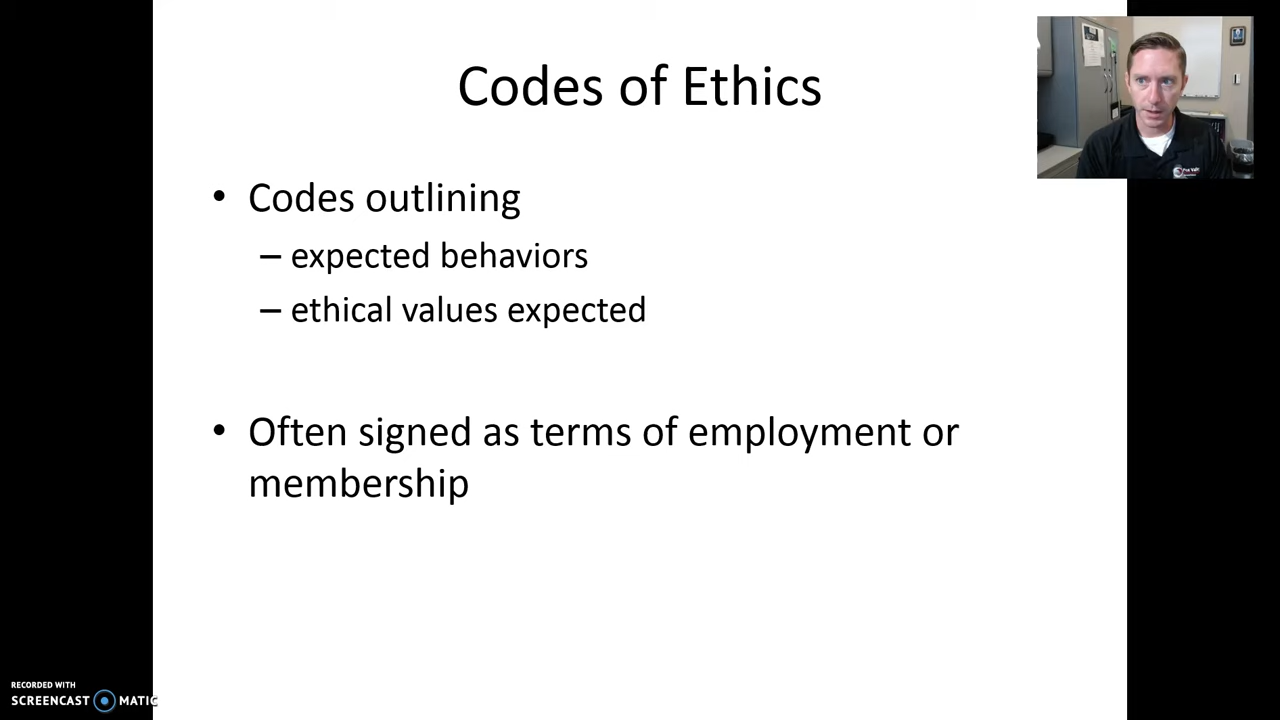 Codes of Ethics
• Codes outlining
– expected behaviors
– ethical values expected
• Often signed as terms of employment or
membership
RECORDED WITH
SCREENCAST MATIC